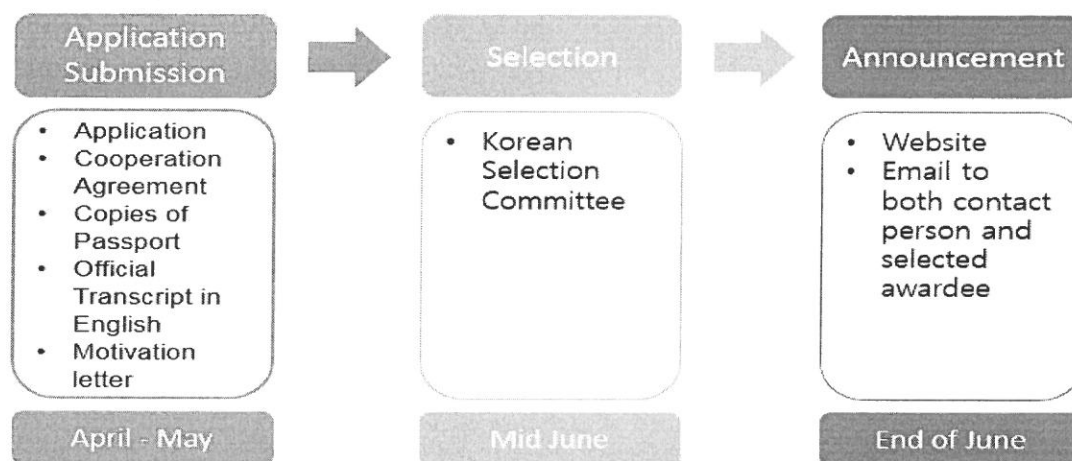 Application
Submission
• Application
• Cooperation
Agreement
• Copies of
Passport
• Official
Transcript in
English
• Motivation
letter
April - May
Selection
• Korean
Selection
Committee
Mid June
Announcement
• Website
• Email to
both contact
person and
selected
awardee
End of June